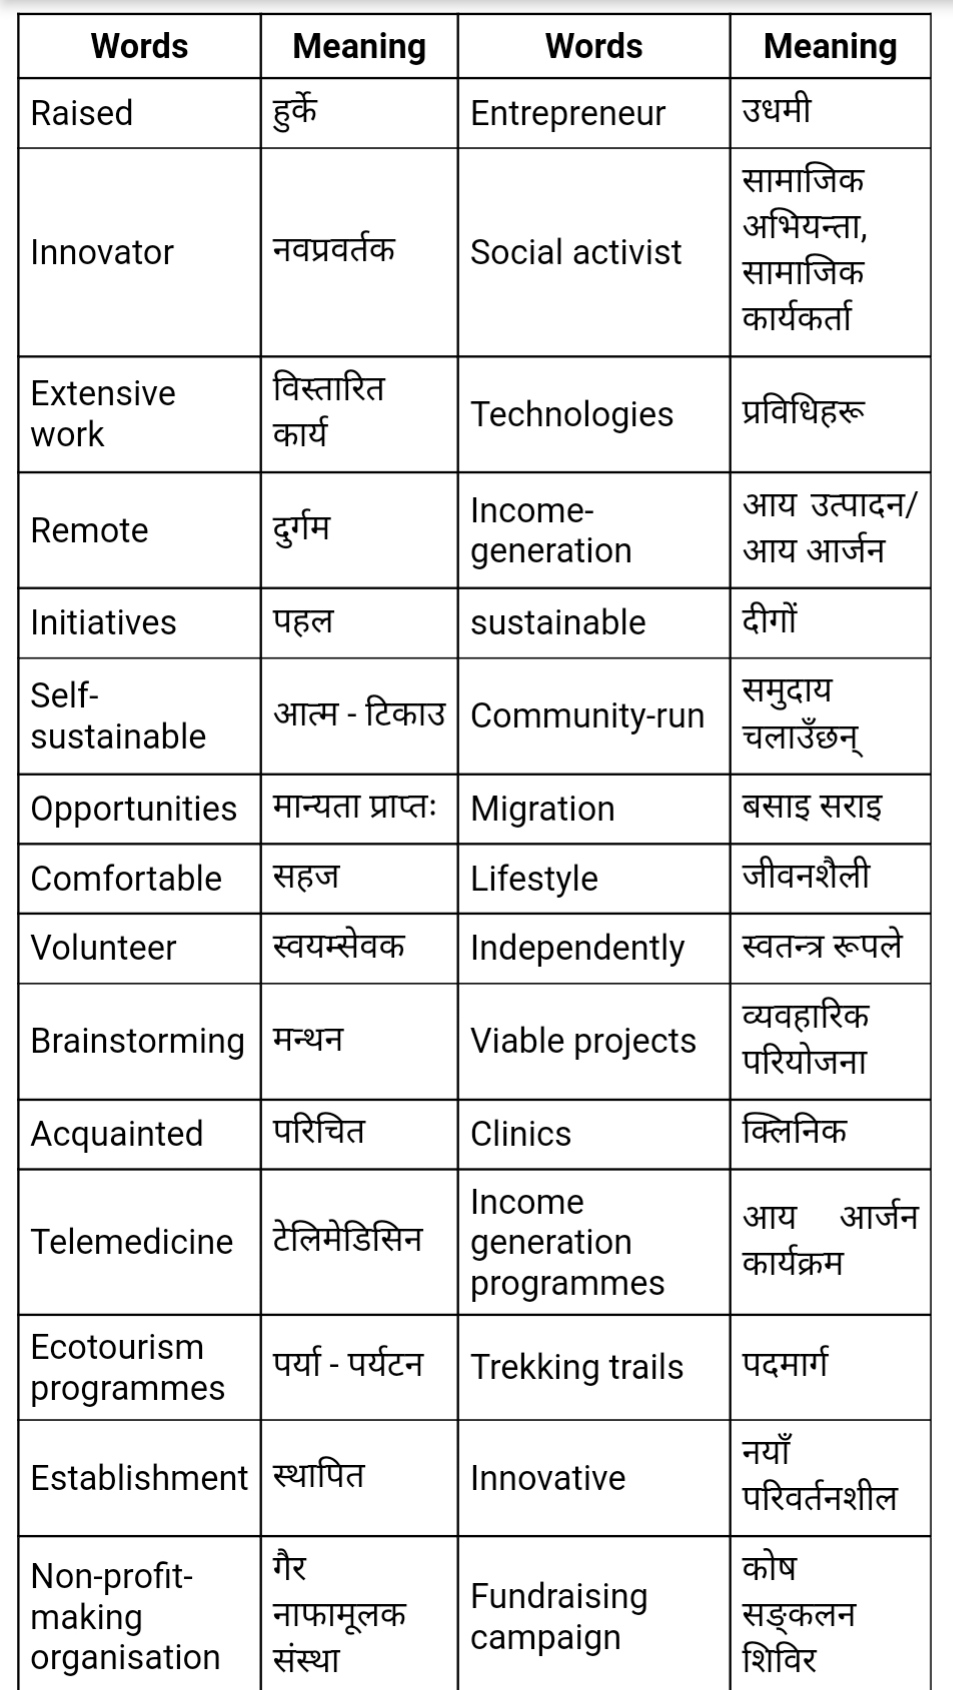 Words Meaning Words Meaning
Raised हुर्के Entrepreneur उधमी
Innovator नवप्रवर्तक Social activist सामाजिक
अभियन्ता,
सामाजिक
कार्यकर्ता
Extensive
work विस्तारित
कार्य Technologies प्रविधिहरू
Remote दुर्गम Income-
generation आय उत्पादन/
आय आर्जन
Initiatives पहल sustainable दीगों
Self-
sustainable आत्म - टिकाउ Community-run समुदाय
चलाउँछन्
Opportunities मान्यता प्राप्तः Migration बसाइ सराइ
Comfortable सहज Lifestyle जीवनशैली
Volunteer स्वयम्सेवक Independently स्वतन्त्र रूपले
Brainstorming मन्थन Viable projects व्यवहारिक
परियोजना
Acquainted परिचित Clinics क्लिनिक
Telemedicine टेलिमेडिसिन Income
generation
programmes आय आर्जन
कार्यक्रम
Ecotourism
programmes पर्या - पर्यटन Trekking trails पदमार्ग
Establishment स्थापित Innovative नयाँ
परिवर्तनशील
Non-profit-
making
organisation गैर
नाफामूलक
संस्था Fundraising
campaign कोष
सङ्कलन
शिविर